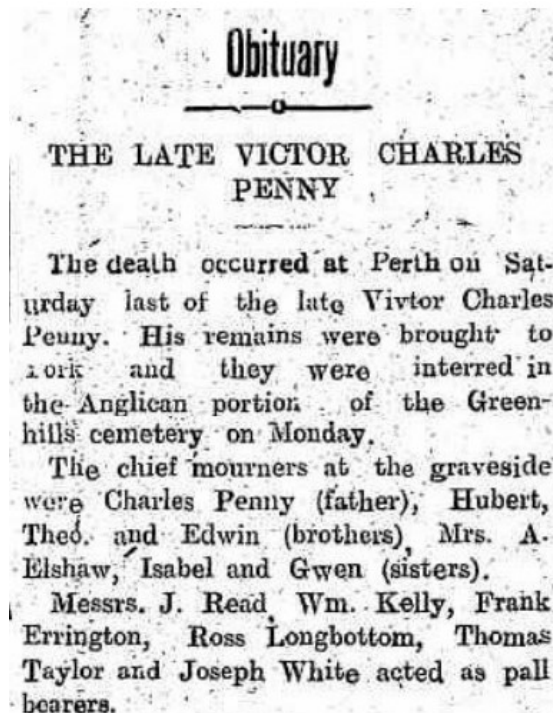 Obituary
THE LATE VICTOR CHARLES
PENNY
The death occurred at Perth on Sat-
urday last of the late Vivtor Charles
Penny. His remains were brought to
York and they were interred in
the Anglican portion of the Green-
hills cemetery on Monday.
The chief mourners at the graveside
were Charles Penny (father), Hubert,
Theo. and Edwin (brothers), Mrs. A.
Elshaw, Isabel and Gwen (sisters).
Messrs. J. Read, Wm. Kelly, Frank
Errington, Ross Longbottom, Thomas
Taylor and Joseph White acted as pall
bearers.